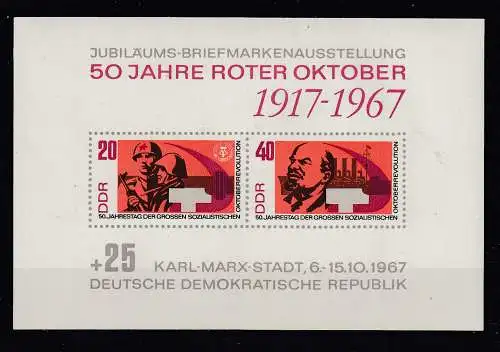 JUBILÄUMS-BRIEFMARKENAUSSTELLUNG
50 JAHRE ROTER OKTOBER
1917-1967
20
DDR
50. JAHRESTAG DER GROSSEN SOZIALISTISCHEN
OKTOBERREVOLUTION
40
DDR
50. JAHRESTAG DER GROSSEN SOZIALISTISCHEN
OKTOBERREVOLUTION
+25 KARL-MARX-STADT, 6.-15.10.1967
DEUTSCHE DEMOKRATISCHE REPUBLIK